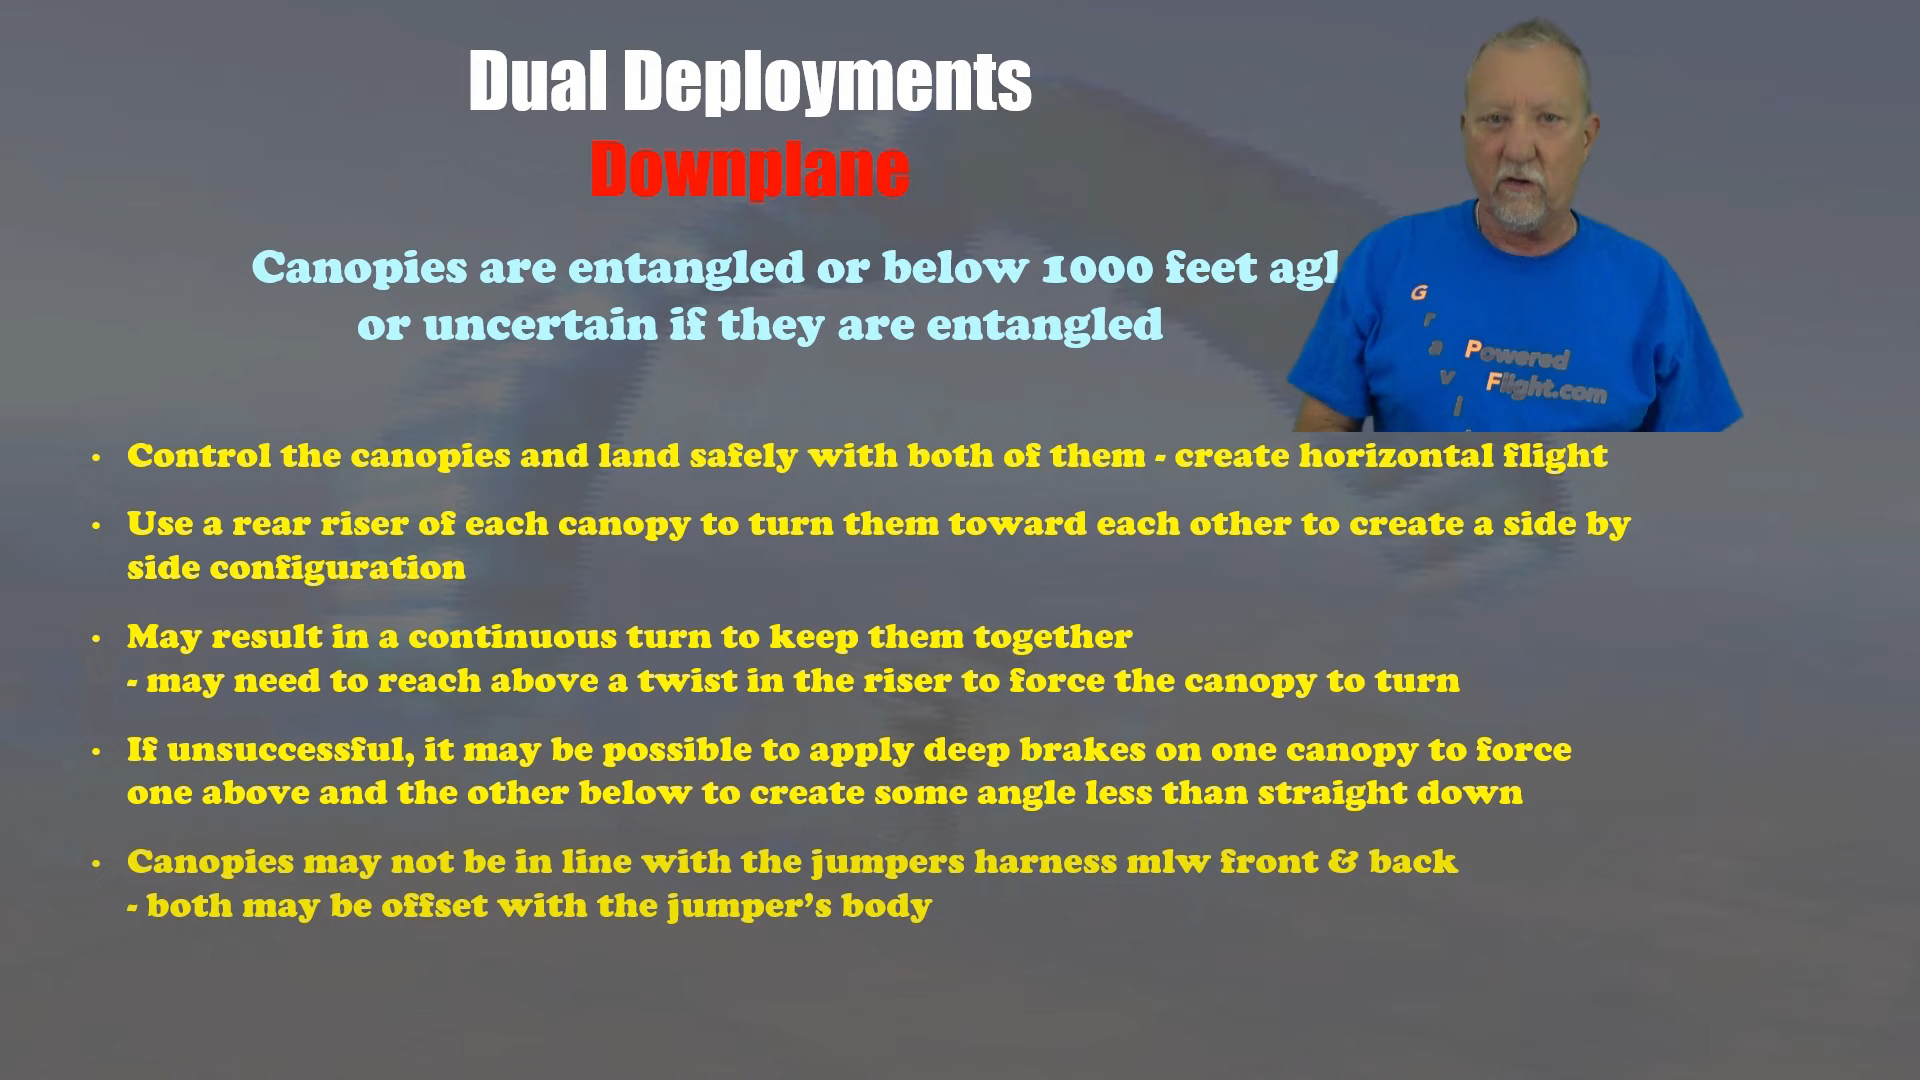 Dual Deployments
Downplane
Canopies are entangled or below 1000 feet agl
or uncertain if they are entangled
G
r
a
v
i
Powered
Flight.com
• Control the canopies and land safely with both of them - create horizontal flight
• Use a rear riser of each canopy to turn them toward each other to create a side by
side configuration
• May result in a continuous turn to keep them together
- may need to reach above a twist in the riser to force the canopy to turn
• If unsuccessful, it may be possible to apply deep brakes on one canopy to force
one above and the other below to create some angle less than straight down
• Canopies may not be in line with the jumpers harness mlw front & back
- both may be offset with the jumper’s body